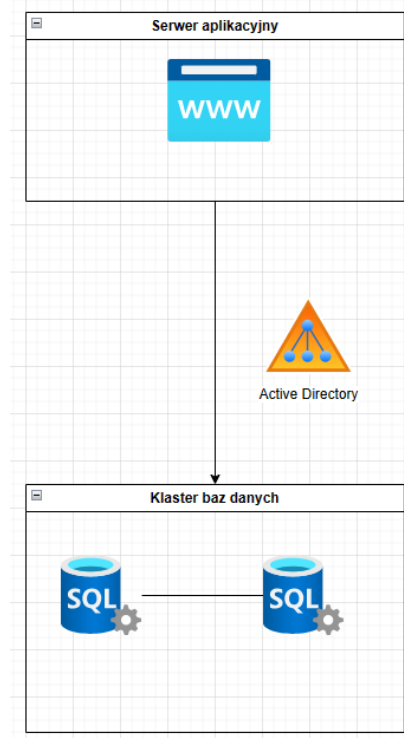 Serwer aplikacyjny
WWW
Active Directory
Klaster baz danych
SQL
SQL